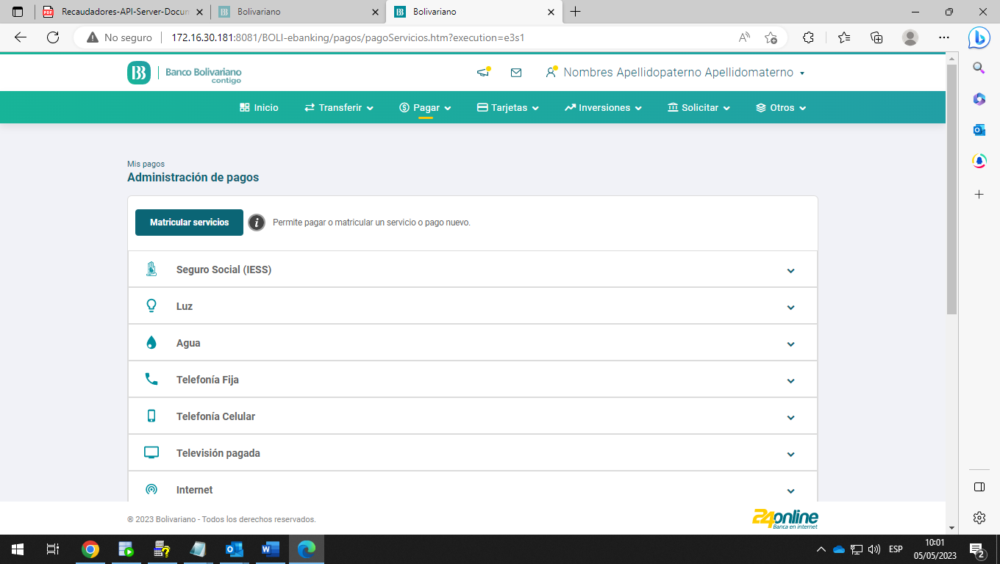 Recaudadores-API-Server-Docun
Bolivariano
Bolivariano
No seguro
172.16.30.181:8081/BOLI-ebanking/pagos/pagoServicios.htm?execution=e3s1
Banco Bolivariano
contigo
Nombres Apellidopaterno Apellidomaterno
Inicio
Transferir
Pagar
Tarjetas
Inversiones
Solicitar
Otros
Mis pagos
Administración de pagos
Matricular servicios
Permite pagar o matricular un servicio o pago nuevo.
Seguro Social (IESS)
Luz
Agua
Telefonía Fija
Telefonía Celular
Televisión pagada
Internet
© 2023 Bolivariano - Todos los derechos reservados.
24online
Banca en internet
ESP
10:01
05/05/2023
2